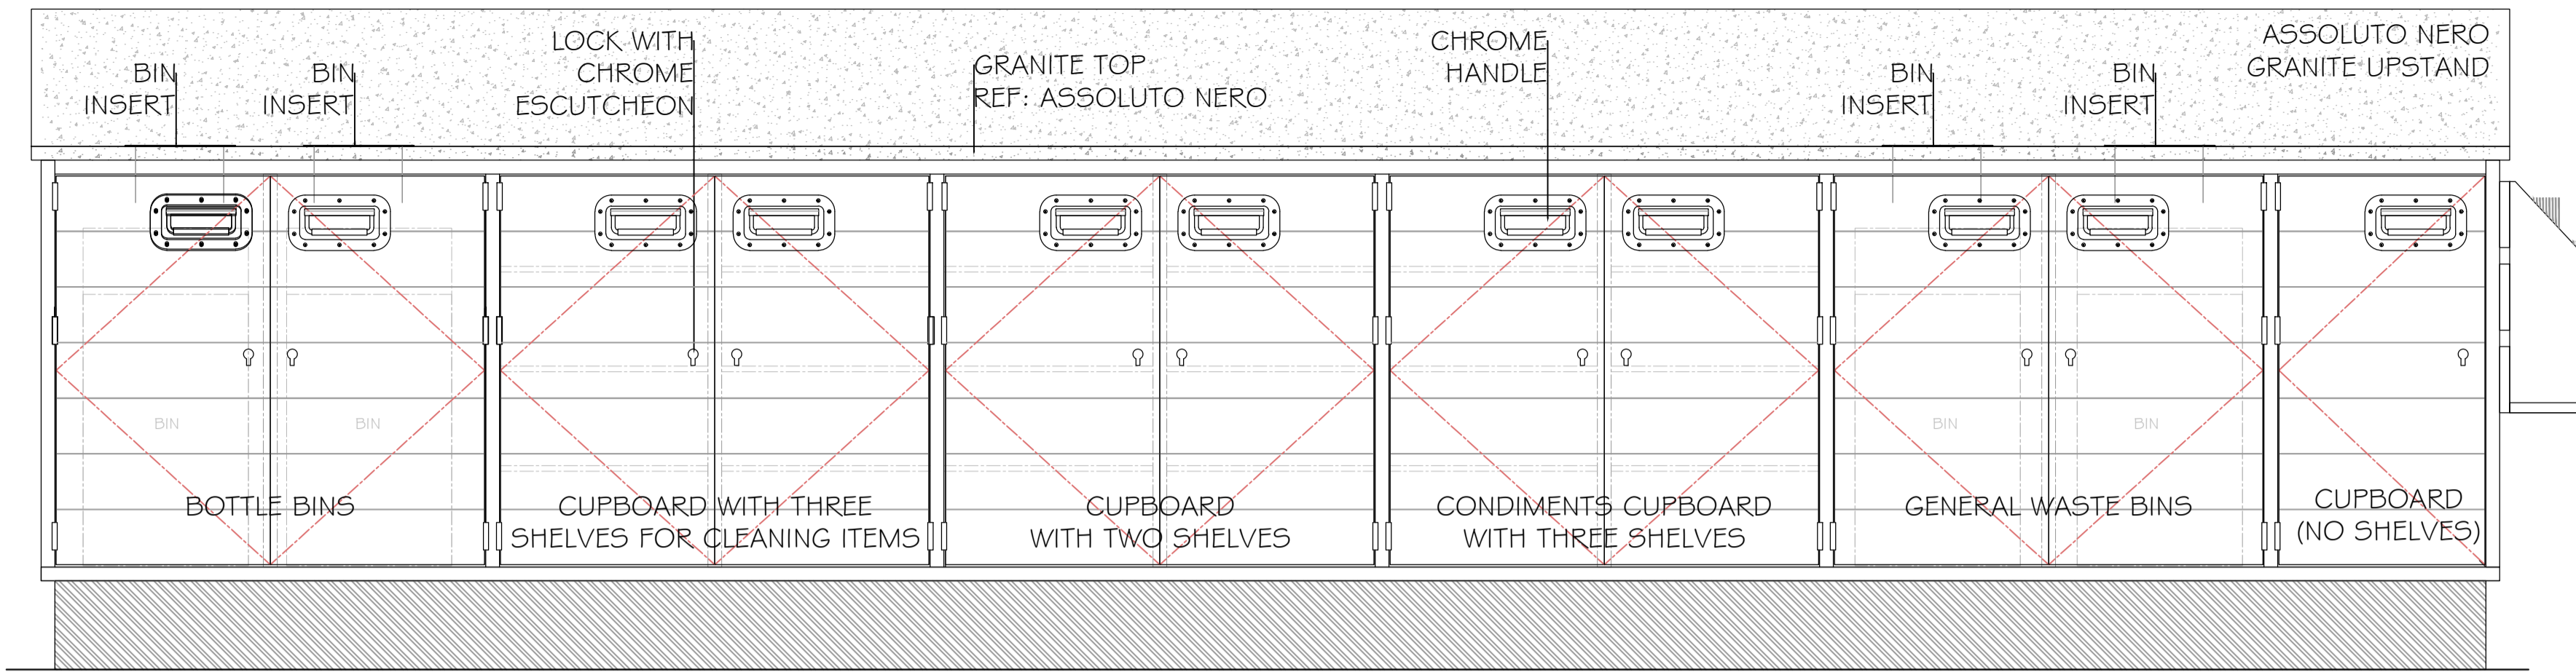 BIN
INSERT
BIN
INSERT
LOCK WITH
CHROME
ESCUTCHEON
GRANITE TOP
REF: ASSOLUTO NERO
CHROME
HANDLE
BIN
INSERT
BIN
INSERT
ASSOLUTO NERO
GRANITE UPSTAND
BIN
BIN
BIN
BIN
BOTTLE BINS
CUPBOARD WITH THREE
SHELVES FOR CLEANING ITEMS
CUPBOARD
WITH TWO SHELVES
CONDIMENTS CUPBOARD
WITH THREE SHELVES
GENERAL WASTE BINS
CUPBOARD
(NO SHELVES)